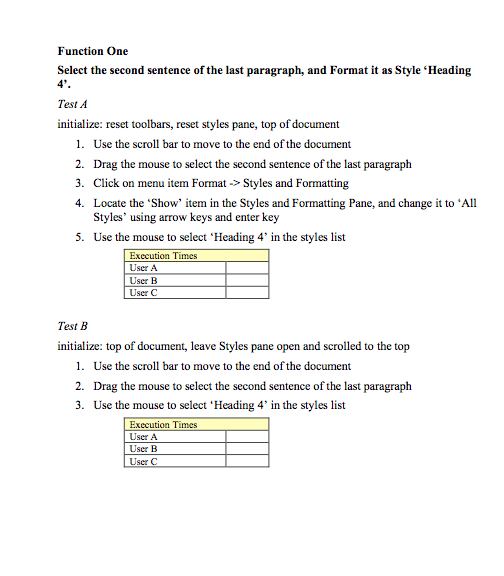 Function One
Select the second sentence of the last paragraph, and Format it as Style ‘Heading
4’.
Test A
initialize: reset toolbars, reset styles pane, top of document
1. Use the scroll bar to move to the end of the document
2. Drag the mouse to select the second sentence of the last paragraph
3. Click on menu item Format -> Styles and Formatting
4. Locate the ‘Show’ item in the Styles and Formatting Pane, and change it to ‘All
Styles’ using arrow keys and enter key
5. Use the mouse to select ‘Heading 4’ in the styles list
Execution Times
User A
User B
User C
Test B
initialize: top of document, leave Styles pane open and scrolled to the top
1. Use the scroll bar to move to the end of the document
2. Drag the mouse to select the second sentence of the last paragraph
3. Use the mouse to select ‘Heading 4’ in the styles list
Execution Times
User A
User B
User C